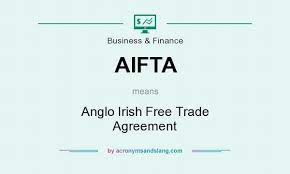 Business & Finance
AIFTA
means
Anglo Irish Free Trade
Agreement
by acronymsandslang.com